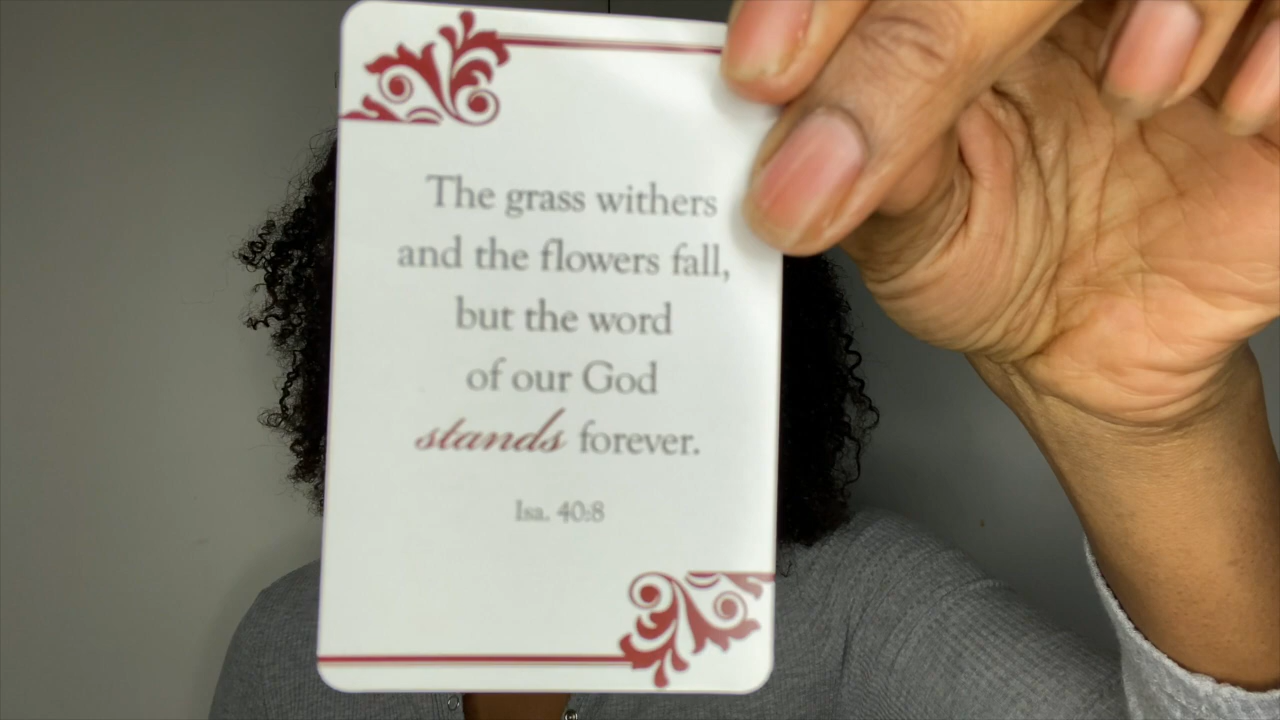 The grass withers
and the flowers fall,
but the word
of our God
stands forever.
Isa. 40:8